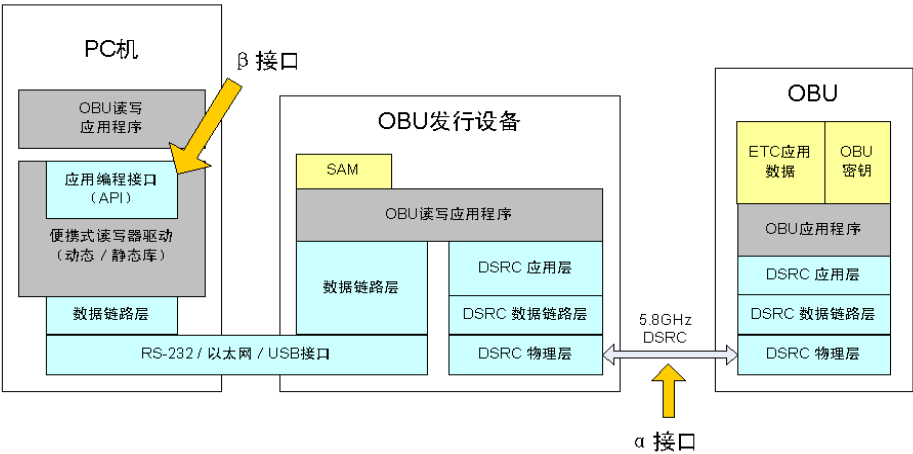 PC机
β 接口
OBU读写
应用程序
应用编程接口
（API）
便携式读写器驱动
（动态 / 静态库）
数据链路层
RS-232 / 以太网 / USB接口
OBU发行设备
SAM
OBU读写应用程序
数据链路层
DSRC 应用层
DSRC 数据链路层
DSRC 物理层
5.8GHz
DSRC
α 接口
OBU
ETC应用
数据
OBU
密钥
OBU应用程序
DSRC 应用层
DSRC 数据链路层
DSRC 物理层